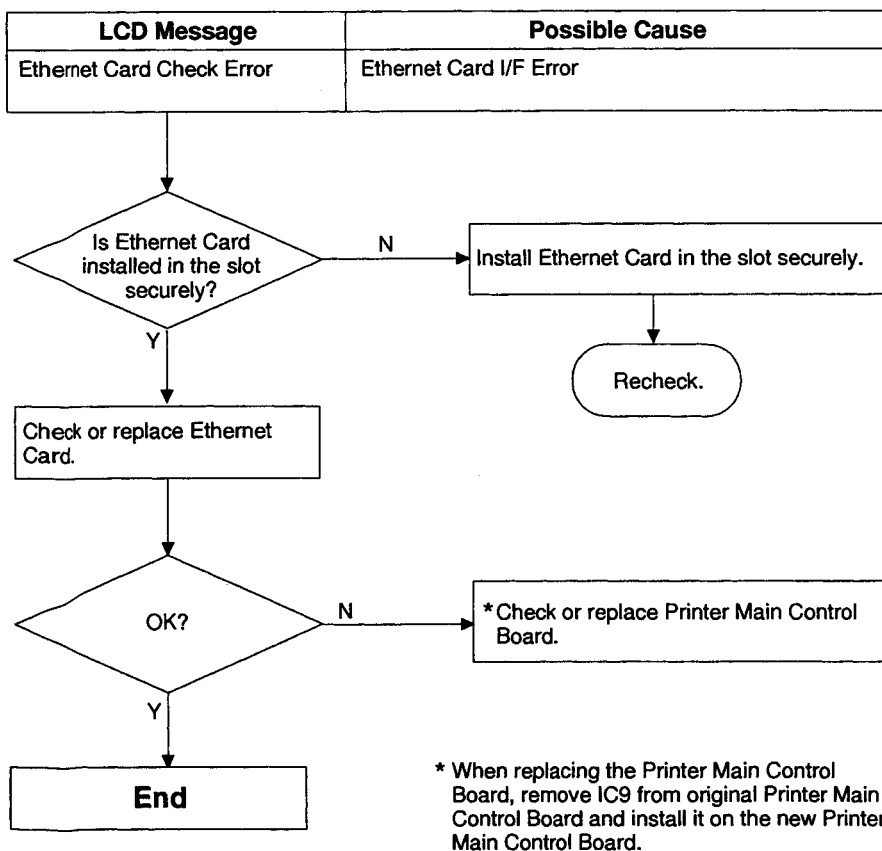 LCD Message
Possible Cause
Ethernet Card Check Error
Ethernet Card I/F Error
Is Ethernet Card
installed in the slot
securely?
N
Install Ethernet Card in the slot securely.
Y
Recheck.
Check or replace Ethernet
Card.
OK?
N
* Check or replace Printer Main Control
Board.
Y
End
* When replacing the Printer Main Control
Board, remove IC9 from original Printer Main
Control Board and install it on the new Printer
Main Control Board.